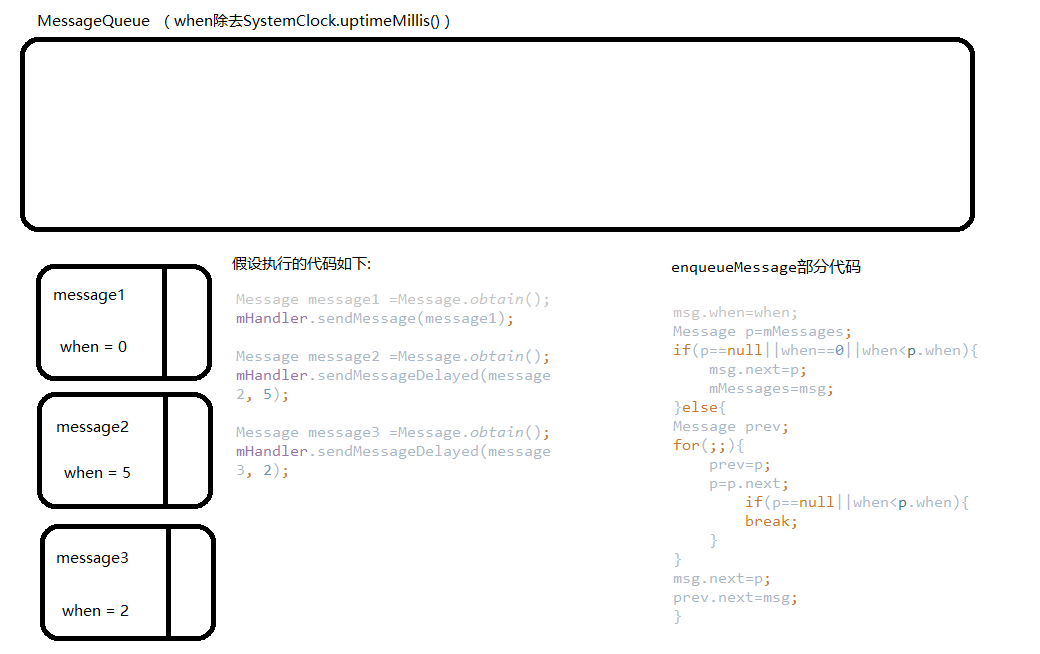 MessageQueue （when除去SystemClock.uptimeMillis()）
message1
when = 0
message2
when = 5
message3
when = 2
假设执行的代码如下:
Message message1 =Message.obtain();
mHandler.sendMessage(message1);
Message message2 =Message.obtain();
mHandler.sendMessageDelayed(message
2, 5);
Message message3 =Message.obtain();
mHandler.sendMessageDelayed(message
3, 2);
enqueueMessage部分代码
msg.when=when;
Message p=mMessages;
if(p==null||when==0||when<p.when){
msg.next=p;
mMessages=msg;
}else{
Message prev;
for(;;){
prev=p;
p=p.next;
if(p==null||when<p.when){
break;
}
}
msg.next=p;
prev.next=msg;
}